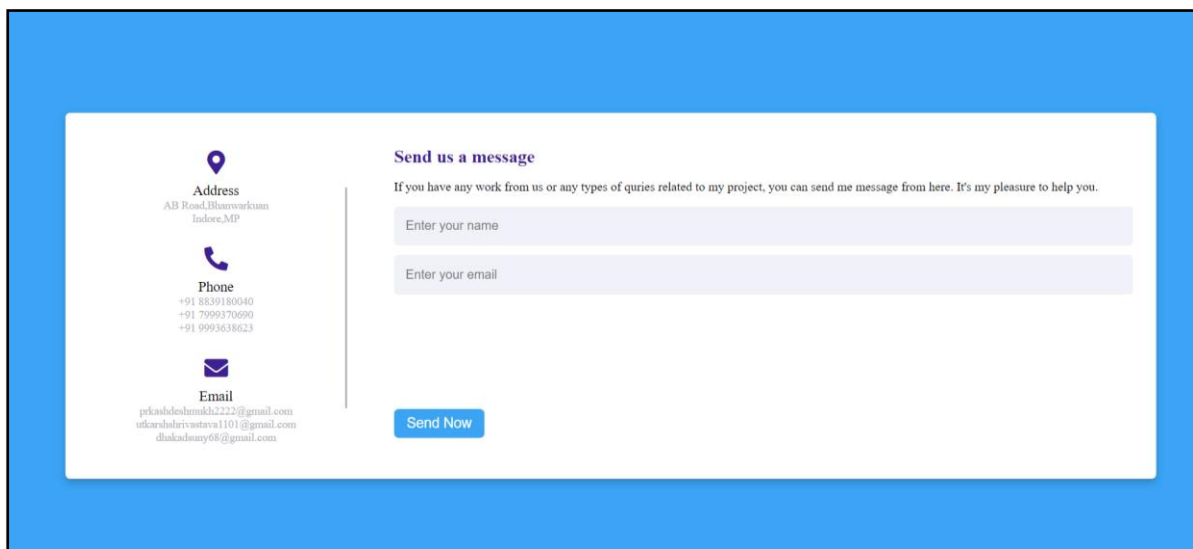 Address
AB Road,Bhanwarkuan
Indore,MP
Phone
+91 8839180040
+91 7999370690
+91 9993638623
Email
prkashdeshmukh2222@gmail.com
utkarshshrivastava1101@gmail.com
dhakadsuny68@gmail.com
Send us a message
If you have any work from us or any types of quries related to my project, you can send me message from here. It's my pleasure to help you.
Enter your name
Enter your email
Send Now